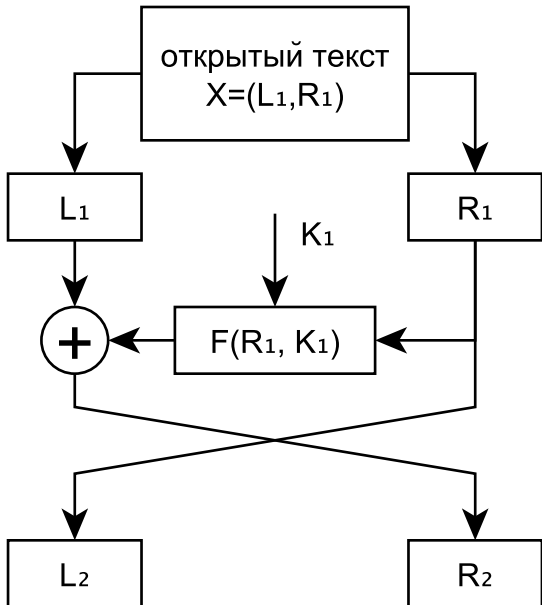 открытый текст
X=(L₁,R₁)
L₁
R₁
K₁
+
F(R₁, K₁)
L₂
R₂